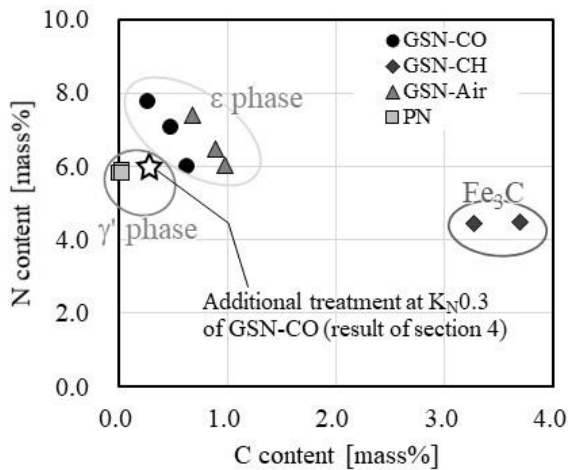 10.0
8.0
6.0
4.0
2.0
0.0
N content [mass%]
GSN-CO
GSN-CH
GSN-Air
PN
ε phase
γ' phase
Fe₃C
Additional treatment at K_N0.3
of GSN-CO (result of section 4)
0.0 1.0 2.0 3.0 4.0
C content [mass%]